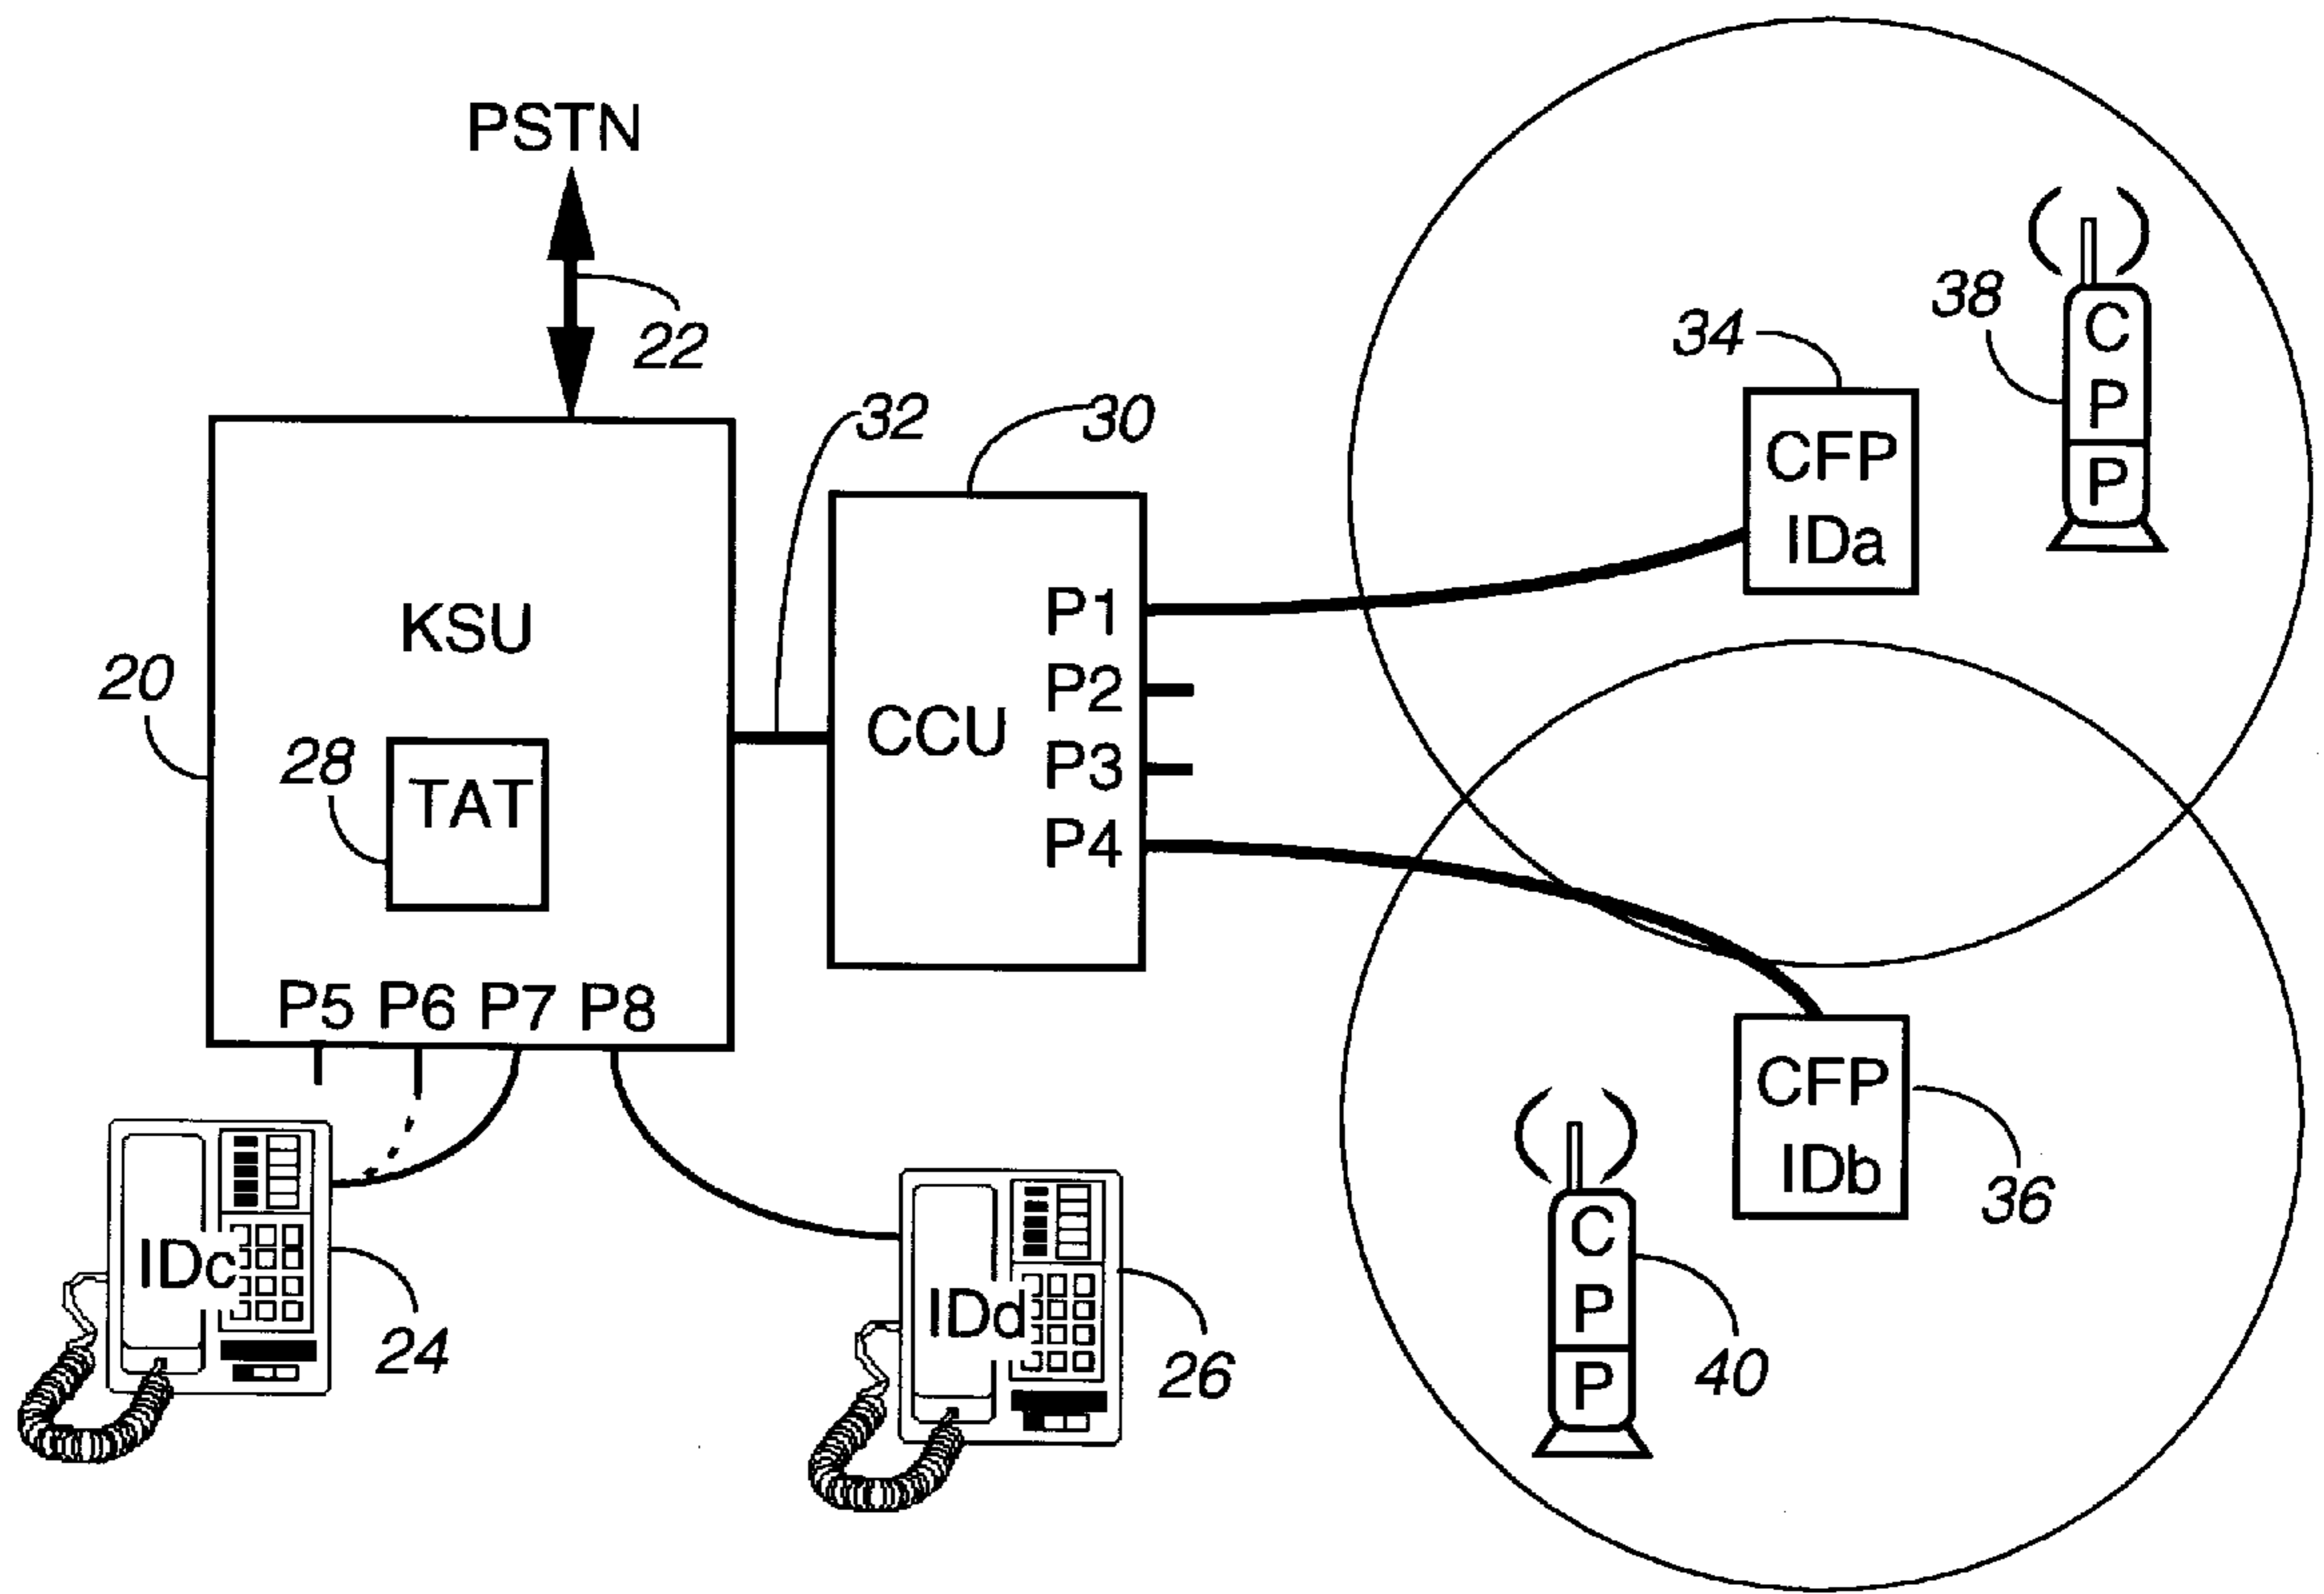 PSTN
22
32
30
34
38
C
P
P
CFP
IDa
KSU
20
28
TAT
CCU
P1
P2
P3
P4
P5 P6 P7 P8
IDc
24
IDd
26
CFP
IDb
36
C
P
P
40